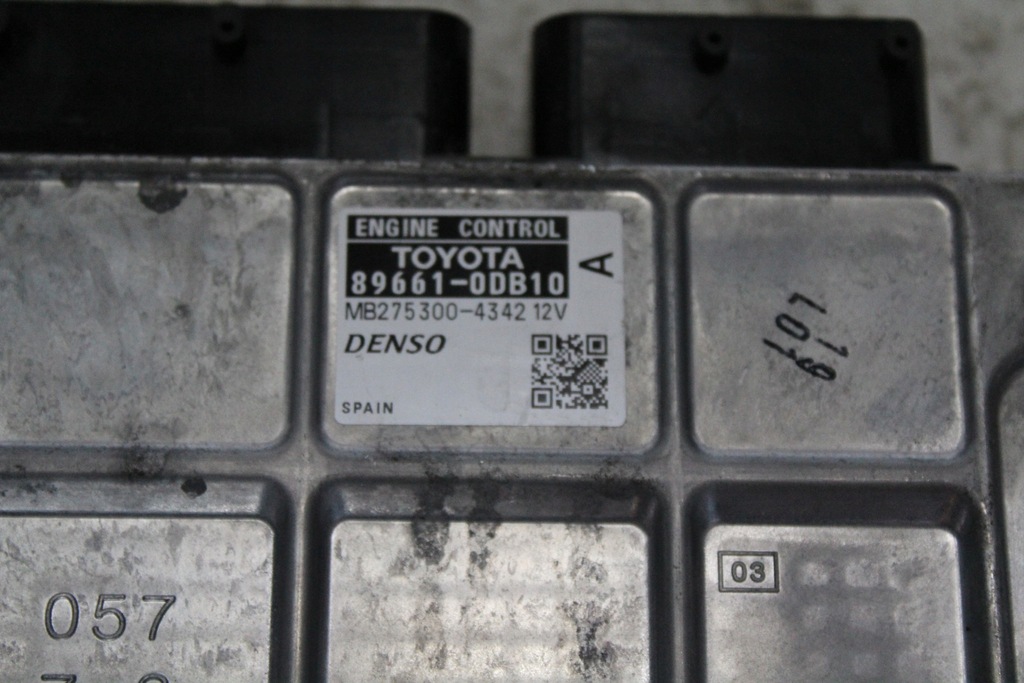 ENGINE CONTROL
TOYOTA
89661-0DB10
A
MB275300-4342 12V
DENSO
SPAIN
03
057